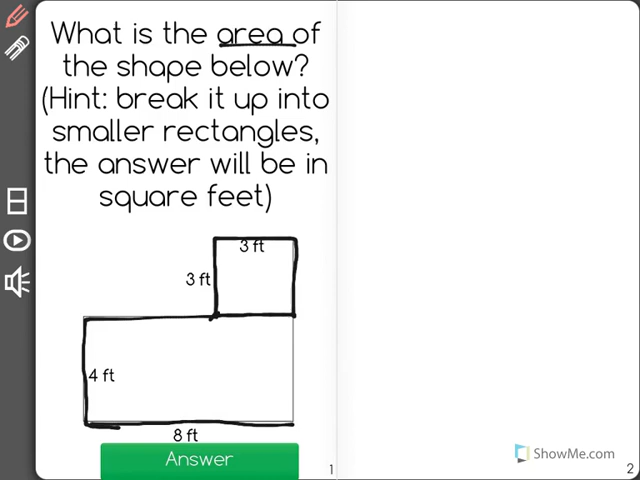 What is the area of
the shape below?
(Hint: break it up into
smaller rectangles,
the answer will be in
square feet)
3 ft
3 ft
4 ft
8 ft
Answer
1
ShowMe.com
2